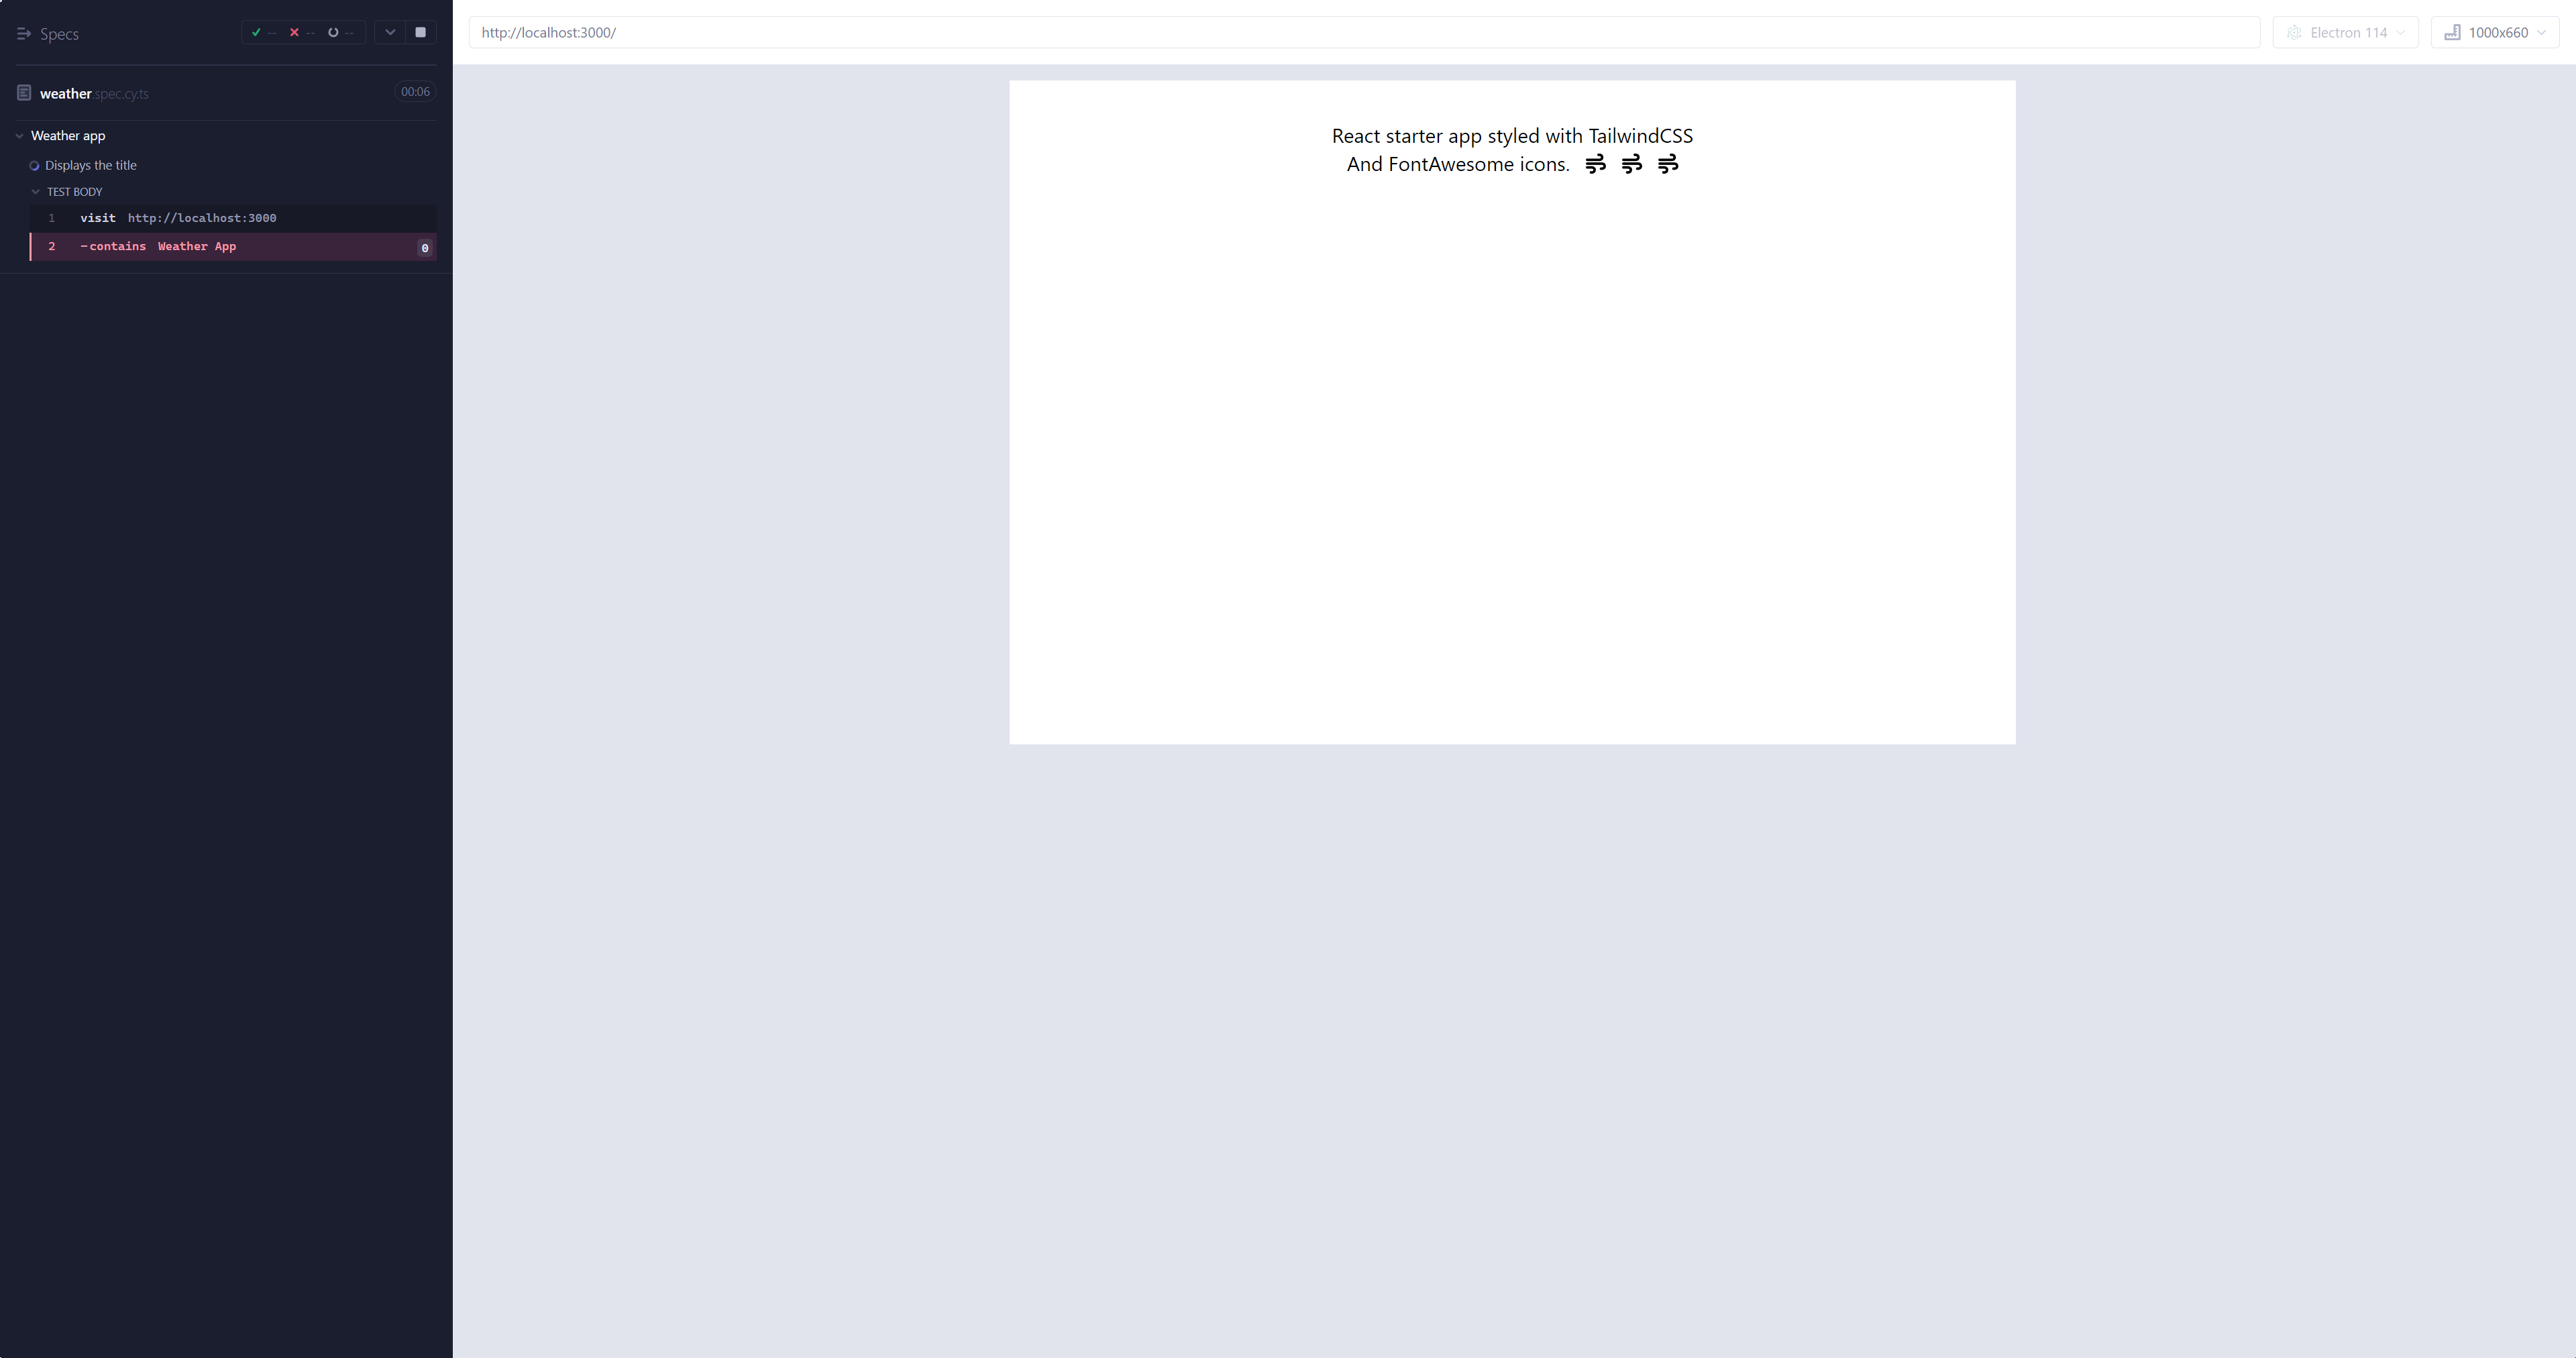 Specs
-- -- --
weather.spec.cy.ts
00:06
Weather app
Displays the title
TEST BODY
1 visit http://localhost:3000
2 -contains Weather App 0
http://localhost:3000/
Electron 114
1000x660
React starter app styled with TailwindCSS
And FontAwesome icons.